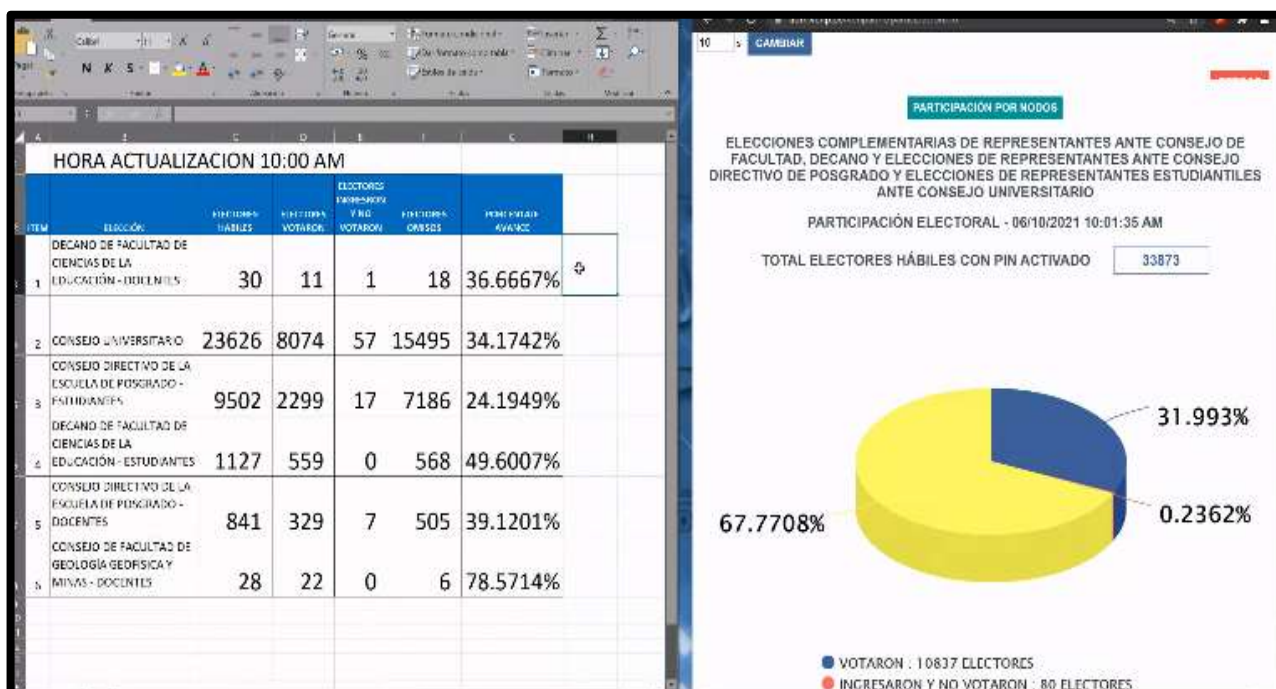 Calibri
N K S
A B C D E F G H
HORA ACTUALIZACION 10:00 AM
ITEM ELECCIÓN ELECTORES HÁBILES ELECTORES VOTARON ELECTORES INGRESARON Y NO VOTARON ELECTORES OMISOS PORCENTAJE AVANCE
DECANO DE FACULTAD DE
CIENCIAS DE LA
1 EDUCACIÓN - DOCENTES 30 11 1 18 36.6667%
2 CONSEJO UNIVERSITARIO 23626 8074 57 15495 34.1742%
CONSEJO DIRECTIVO DE LA
ESCUELA DE POSGRADO -
3 ESTUDIANTES 9502 2299 17 7186 24.1949%
DECANO DE FACULTAD DE
CIENCIAS DE LA
4 EDUCACIÓN - ESTUDIANTES 1127 559 0 568 49.6007%
CONSEJO DIRECTIVO DE LA
ESCUELA DE POSGRADO -
5 DOCENTES 841 329 7 505 39.1201%
CONSEJO DE FACULTAD DE
GEOLOGÍA GEOFISICA Y
6 MINAS - DOCENTES 28 22 0 6 78.5714%
10 s CAMBIAR
PARTICIPACIÓN POR NODOS
ELECCIONES COMPLEMENTARIAS DE REPRESENTANTES ANTE CONSEJO DE
FACULTAD, DECANO Y ELECCIONES DE REPRESENTANTES ANTE CONSEJO
DIRECTIVO DE POSGRADO Y ELECCIONES DE REPRESENTANTES ESTUDIANTILES
ANTE CONSEJO UNIVERSITARIO
PARTICIPACIÓN ELECTORAL - 06/10/2021 10:01:35 AM
TOTAL ELECTORES HÁBILES CON PIN ACTIVADO 33873
31.993%
0.2362%
67.7708%
VOTARON : 10837 ELECTORES
INGRESARON Y NO VOTARON : 80 ELECTORES